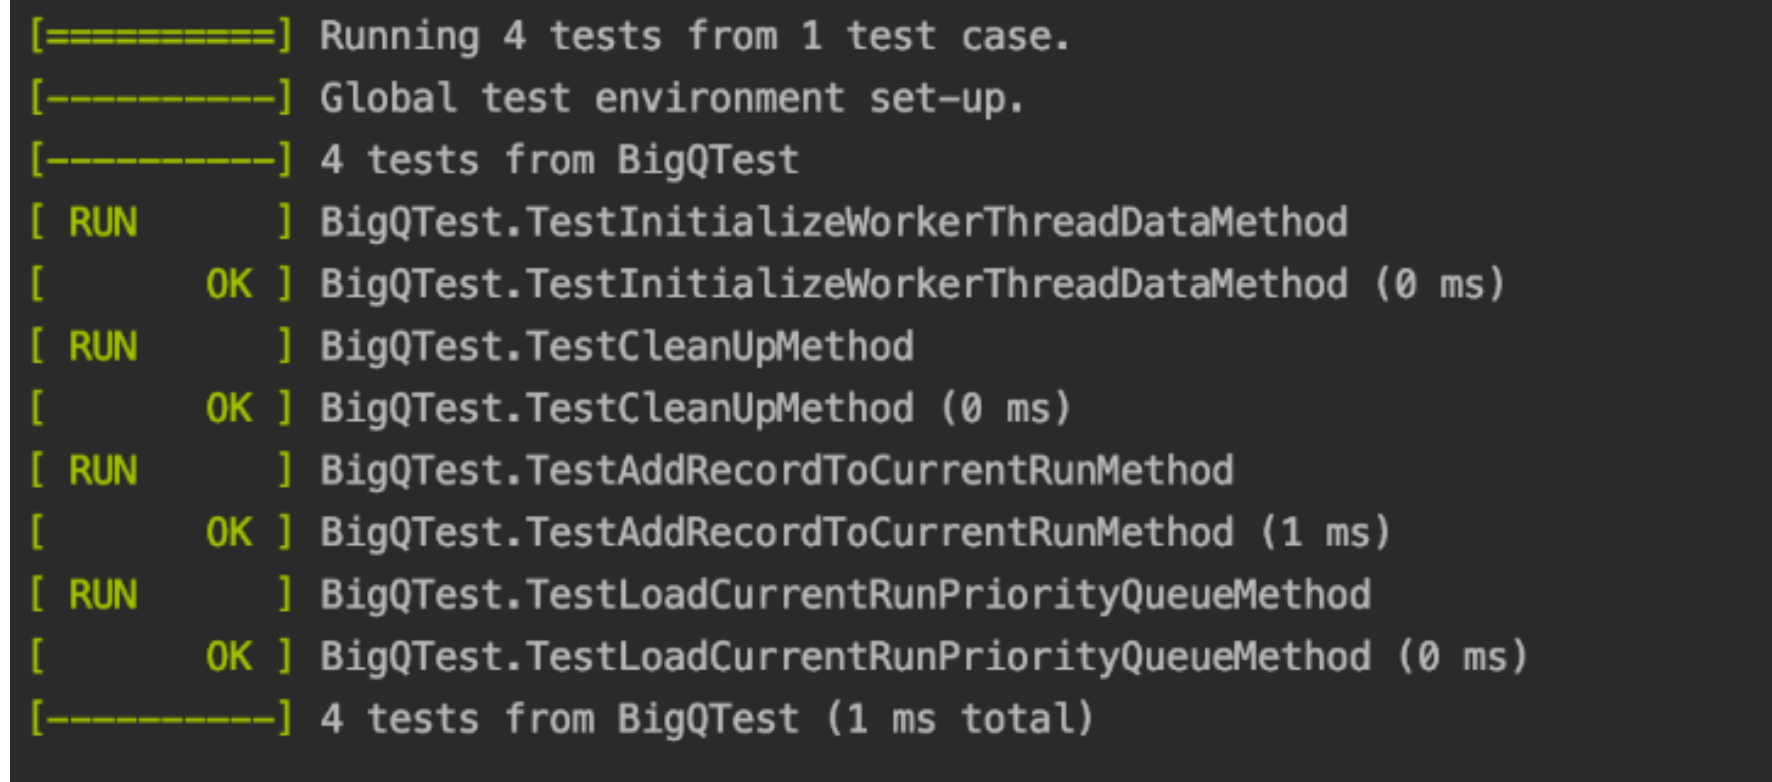 [==========] Running 4 tests from 1 test case.
[----------] Global test environment set-up.
[----------] 4 tests from BigQTest
[ RUN      ] BigQTest.TestInitializeWorkerThreadDataMethod
[       OK ] BigQTest.TestInitializeWorkerThreadDataMethod (0 ms)
[ RUN      ] BigQTest.TestCleanUpMethod
[       OK ] BigQTest.TestCleanUpMethod (0 ms)
[ RUN      ] BigQTest.TestAddRecordToCurrentRunMethod
[       OK ] BigQTest.TestAddRecordToCurrentRunMethod (1 ms)
[ RUN      ] BigQTest.TestLoadCurrentRunPriorityQueueMethod
[       OK ] BigQTest.TestLoadCurrentRunPriorityQueueMethod (0 ms)
[----------] 4 tests from BigQTest (1 ms total)